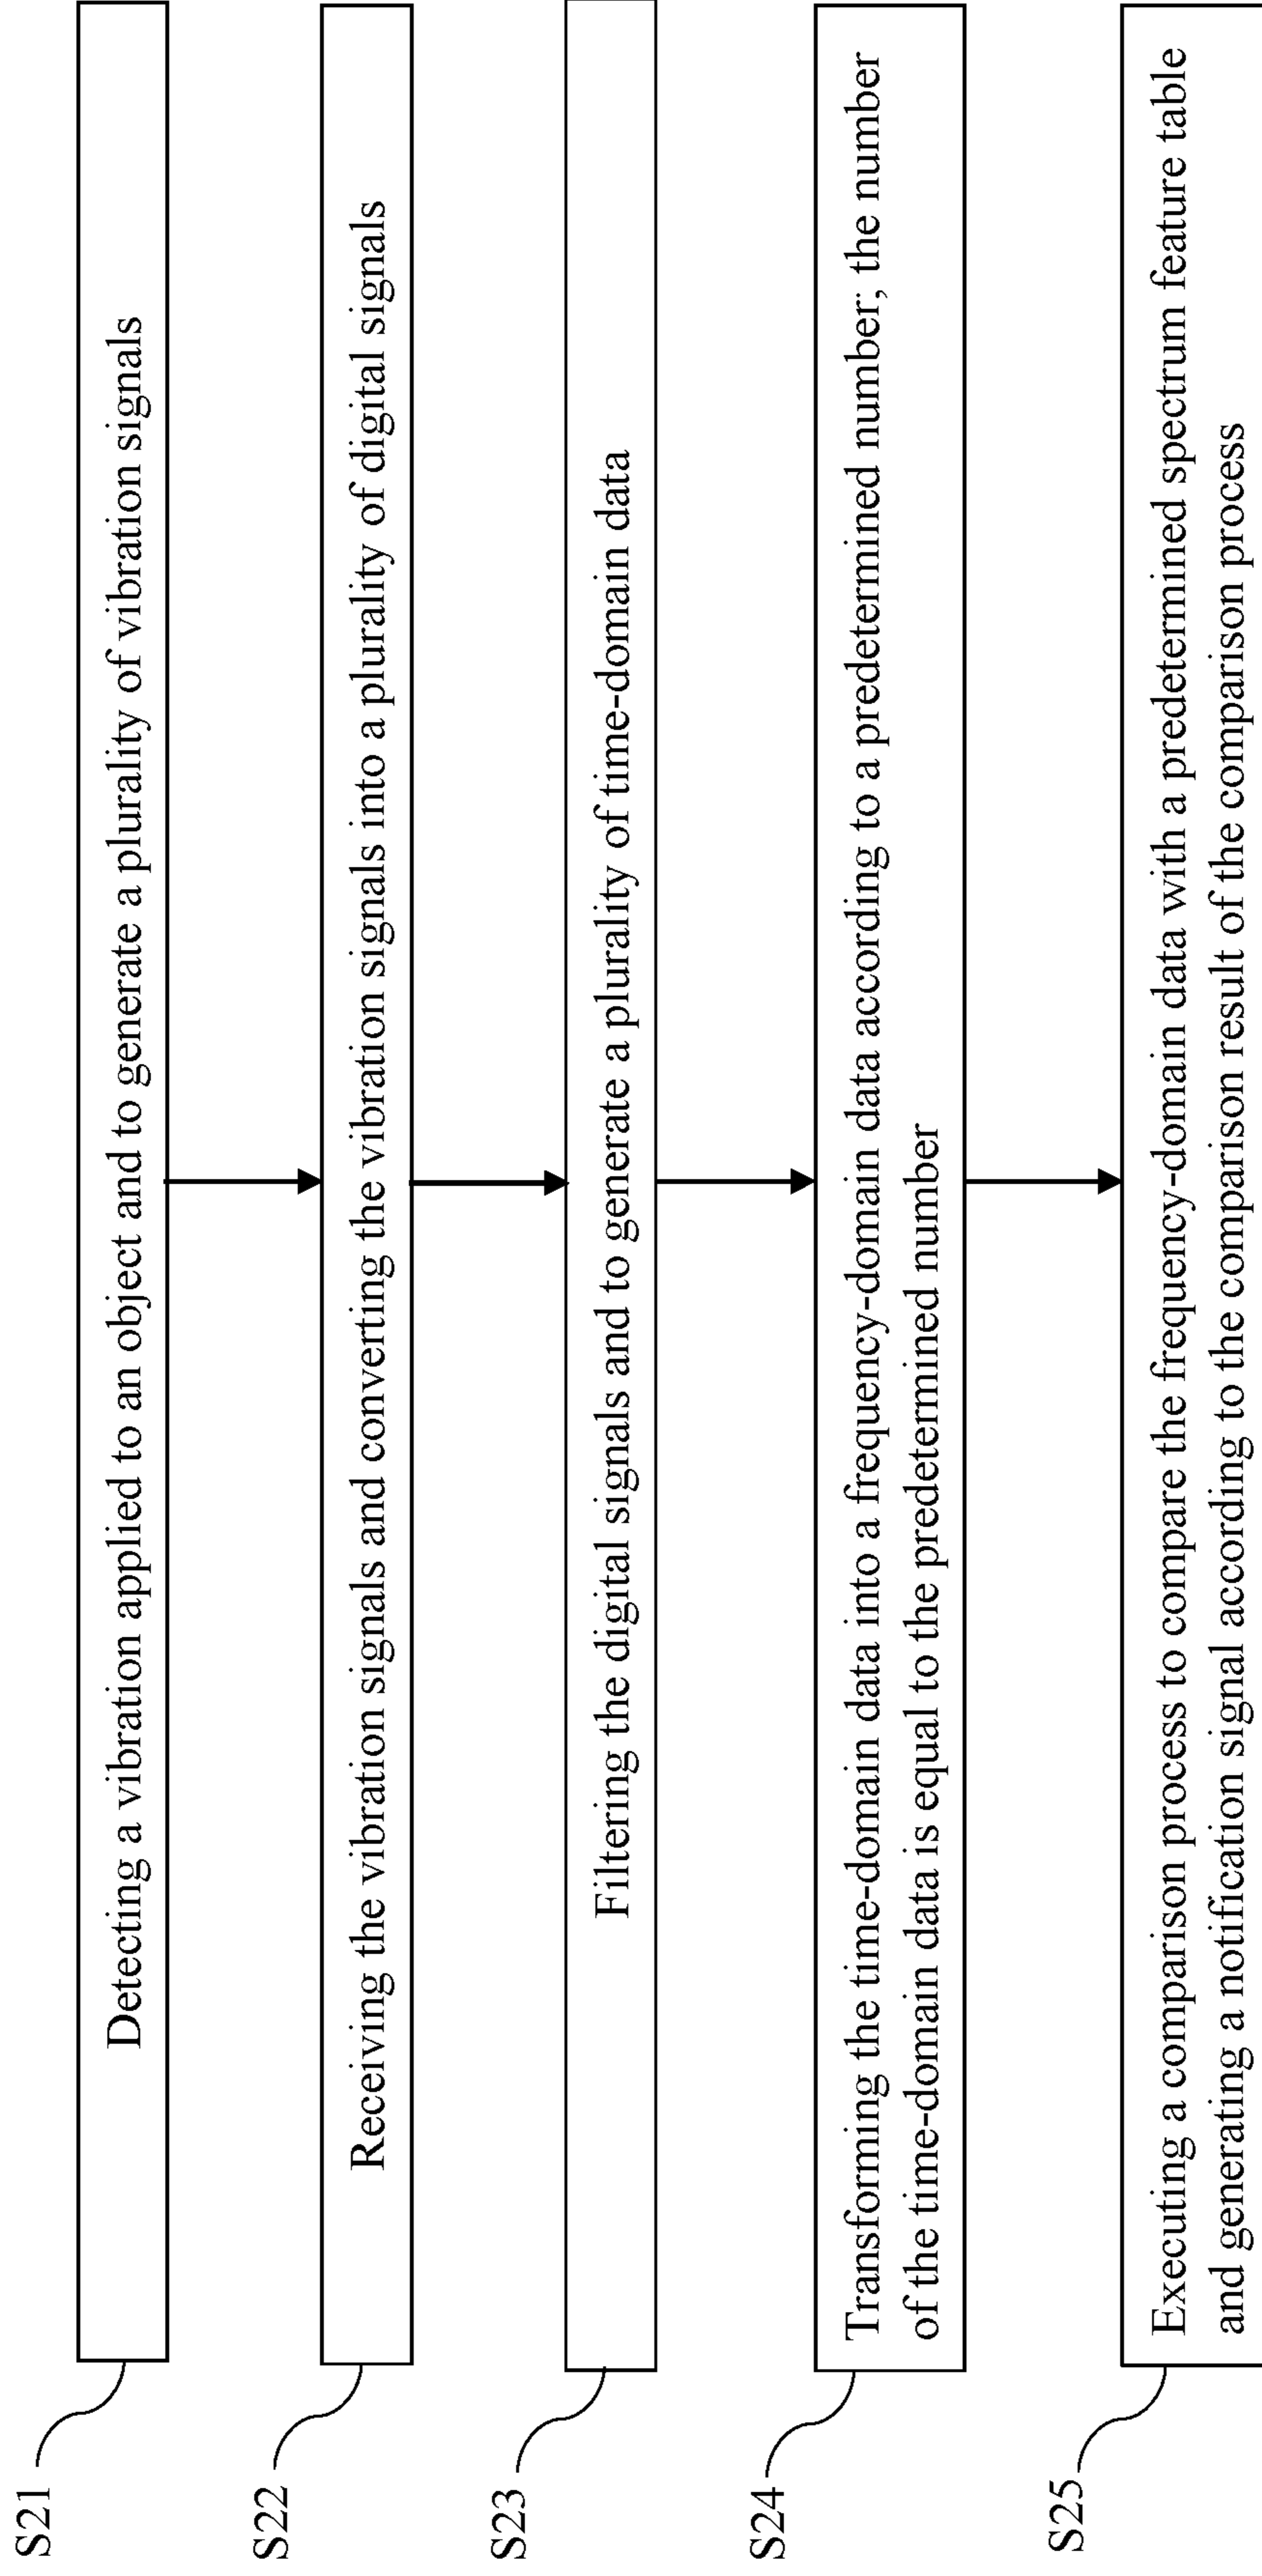 S21
Detecting a vibration applied to an object and to generate a plurality of vibration signals
S22
Receiving the vibration signals and converting the vibration signals into a plurality of digital signals
S23
Filtering the digital signals and to generate a plurality of time-domain data
S24
Transforming the time-domain data into a frequency-domain data according to a predetermined number; the number
of the time-domain data is equal to the predetermined number
S25
Executing a comparison process to compare the frequency-domain data with a predetermined spectrum feature table
and generating a notification signal according to the comparison result of the comparison process